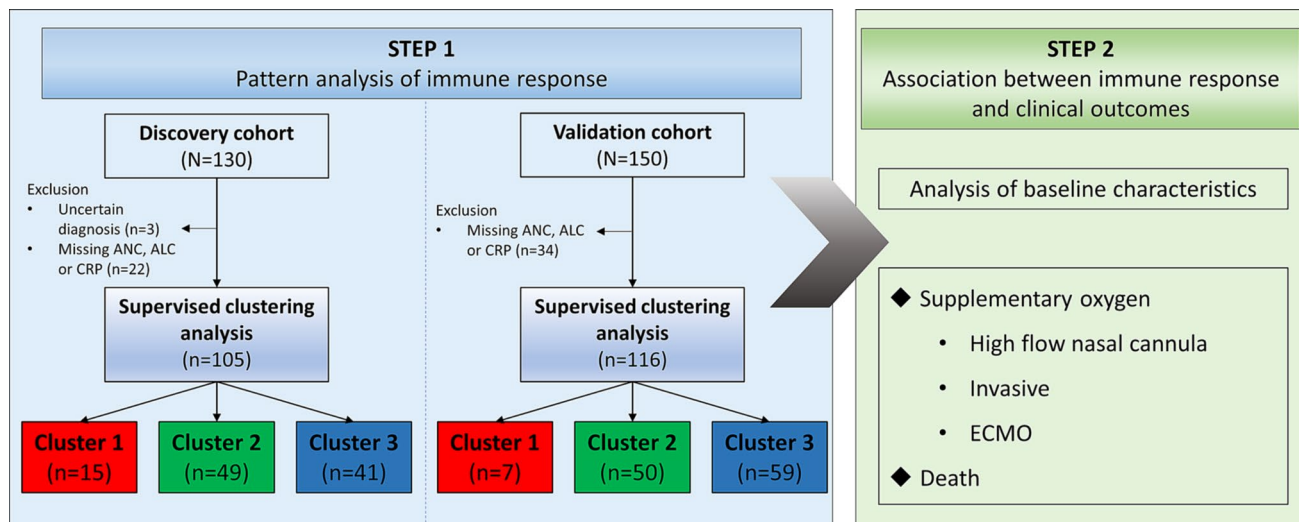 STEP 1
Pattern analysis of immune response
Discovery cohort
(N=130)
Exclusion
• Uncertain
diagnosis (n=3)
• Missing ANC, ALC
or CRP (n=22)
Supervised clustering
analysis
(n=105)
Cluster 1
(n=15)
Cluster 2
(n=49)
Cluster 3
(n=41)
Validation cohort
(N=150)
Exclusion
• Missing ANC, ALC
or CRP (n=34)
Supervised clustering
analysis
(n=116)
Cluster 1
(n=7)
Cluster 2
(n=50)
Cluster 3
(n=59)
STEP 2
Association between immune response
and clinical outcomes
Analysis of baseline characteristics
◆ Supplementary oxygen
• High flow nasal cannula
• Invasive
• ECMO
◆ Death